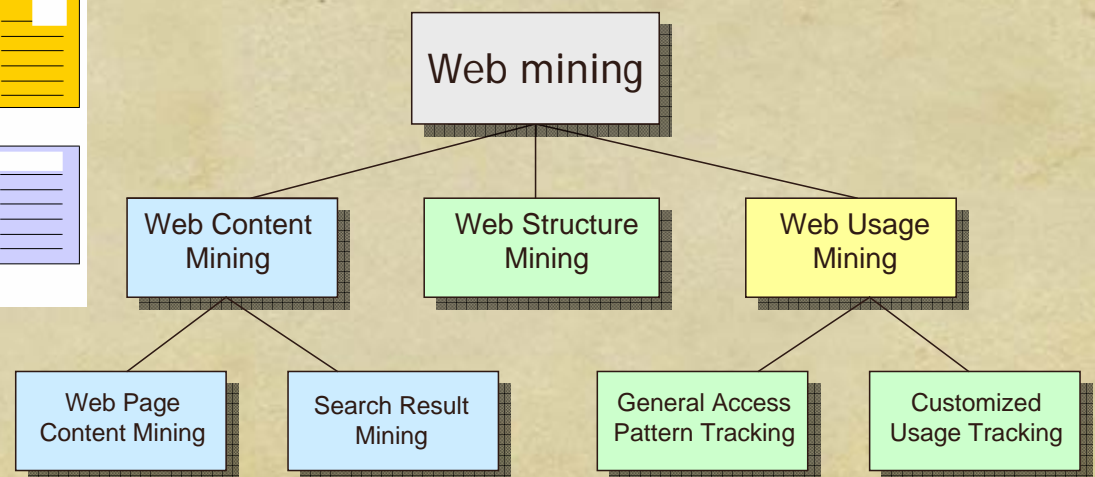 Web mining
Web Content
Mining
Web Structure
Mining
Web Usage
Mining
Web Page
Content Mining
Search Result
Mining
General Access
Pattern Tracking
Customized
Usage Tracking